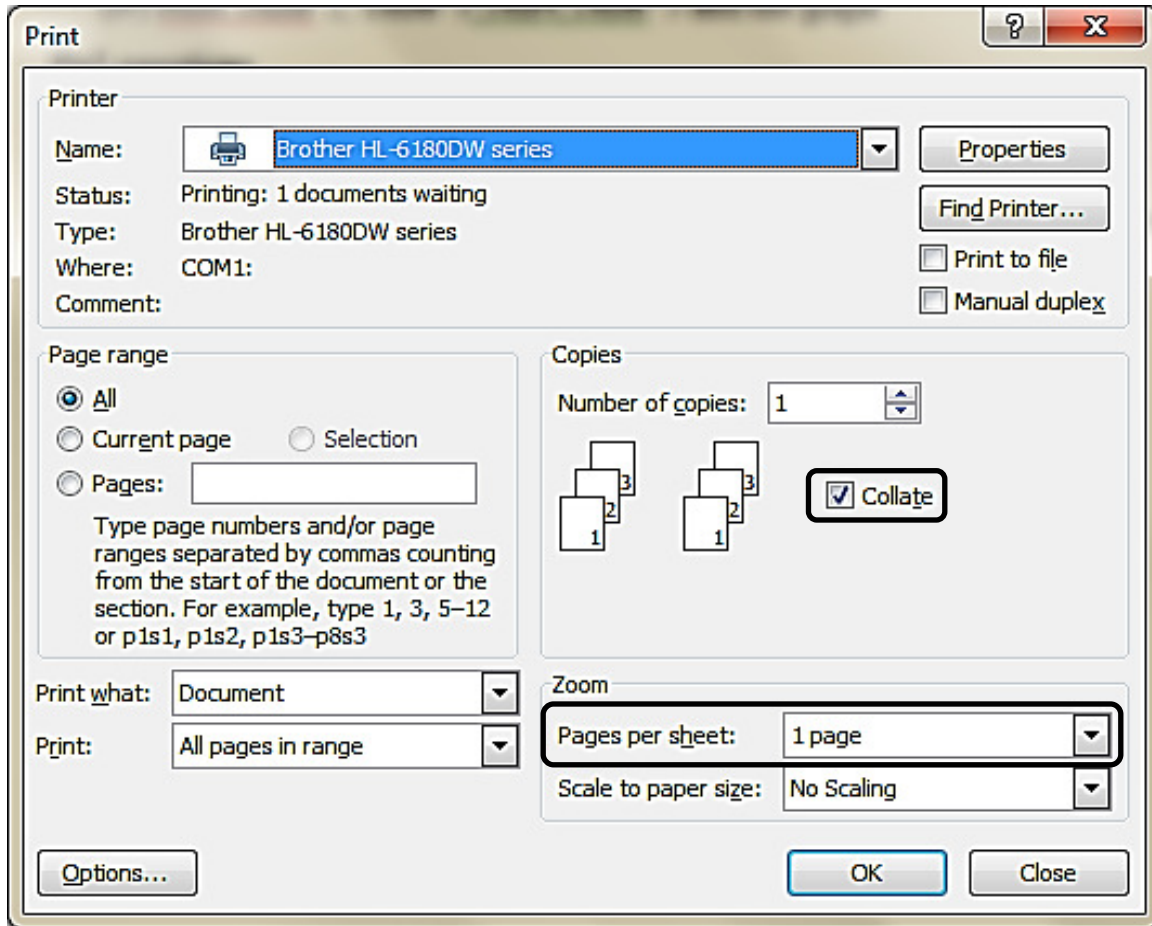 Print
Printer
Name: Brother HL-6180DW series
Properties
Status: Printing: 1 documents waiting
Find Printer...
Type: Brother HL-6180DW series
Where: COM1:
Print to file
Comment:
Manual duplex
Page range
All
Current page Selection
Pages:
Type page numbers and/or page
ranges separated by commas counting
from the start of the document or the
section. For example, type 1, 3, 5–12
or p1s1, p1s2, p1s3–p8s3
Copies
Number of copies: 1
3 3
2 2
1 1
Collate
Print what: Document
Print: All pages in range
Zoom
Pages per sheet: 1 page
Scale to paper size: No Scaling
Options...
OK
Close